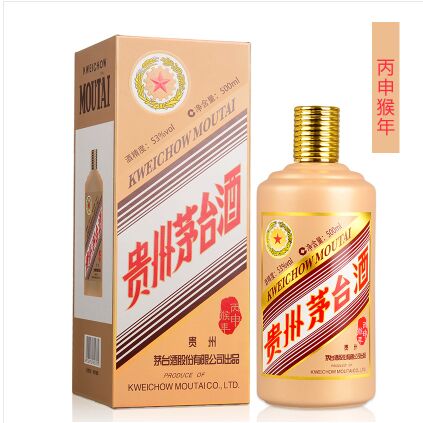 丙申猴年
KWEICHOW
MOUTAI
酒精度：53%vol
净含量：500ml
KWEICHOW MOUTAI
贵州茅台酒
丙申
猴年
贵 州
茅台酒股份有限公司出品
PRODUCE OF
KWEICHOW MOUTAI CO., LTD.
酒精度：53%vol
净含量：500ml
KWEICHOW MOUTAI
贵州茅台酒
丙申
猴年
贵 州
茅台酒股份有限公司出品
PRODUCE OF
KWEICHOW MOUTAI CO., LTD.